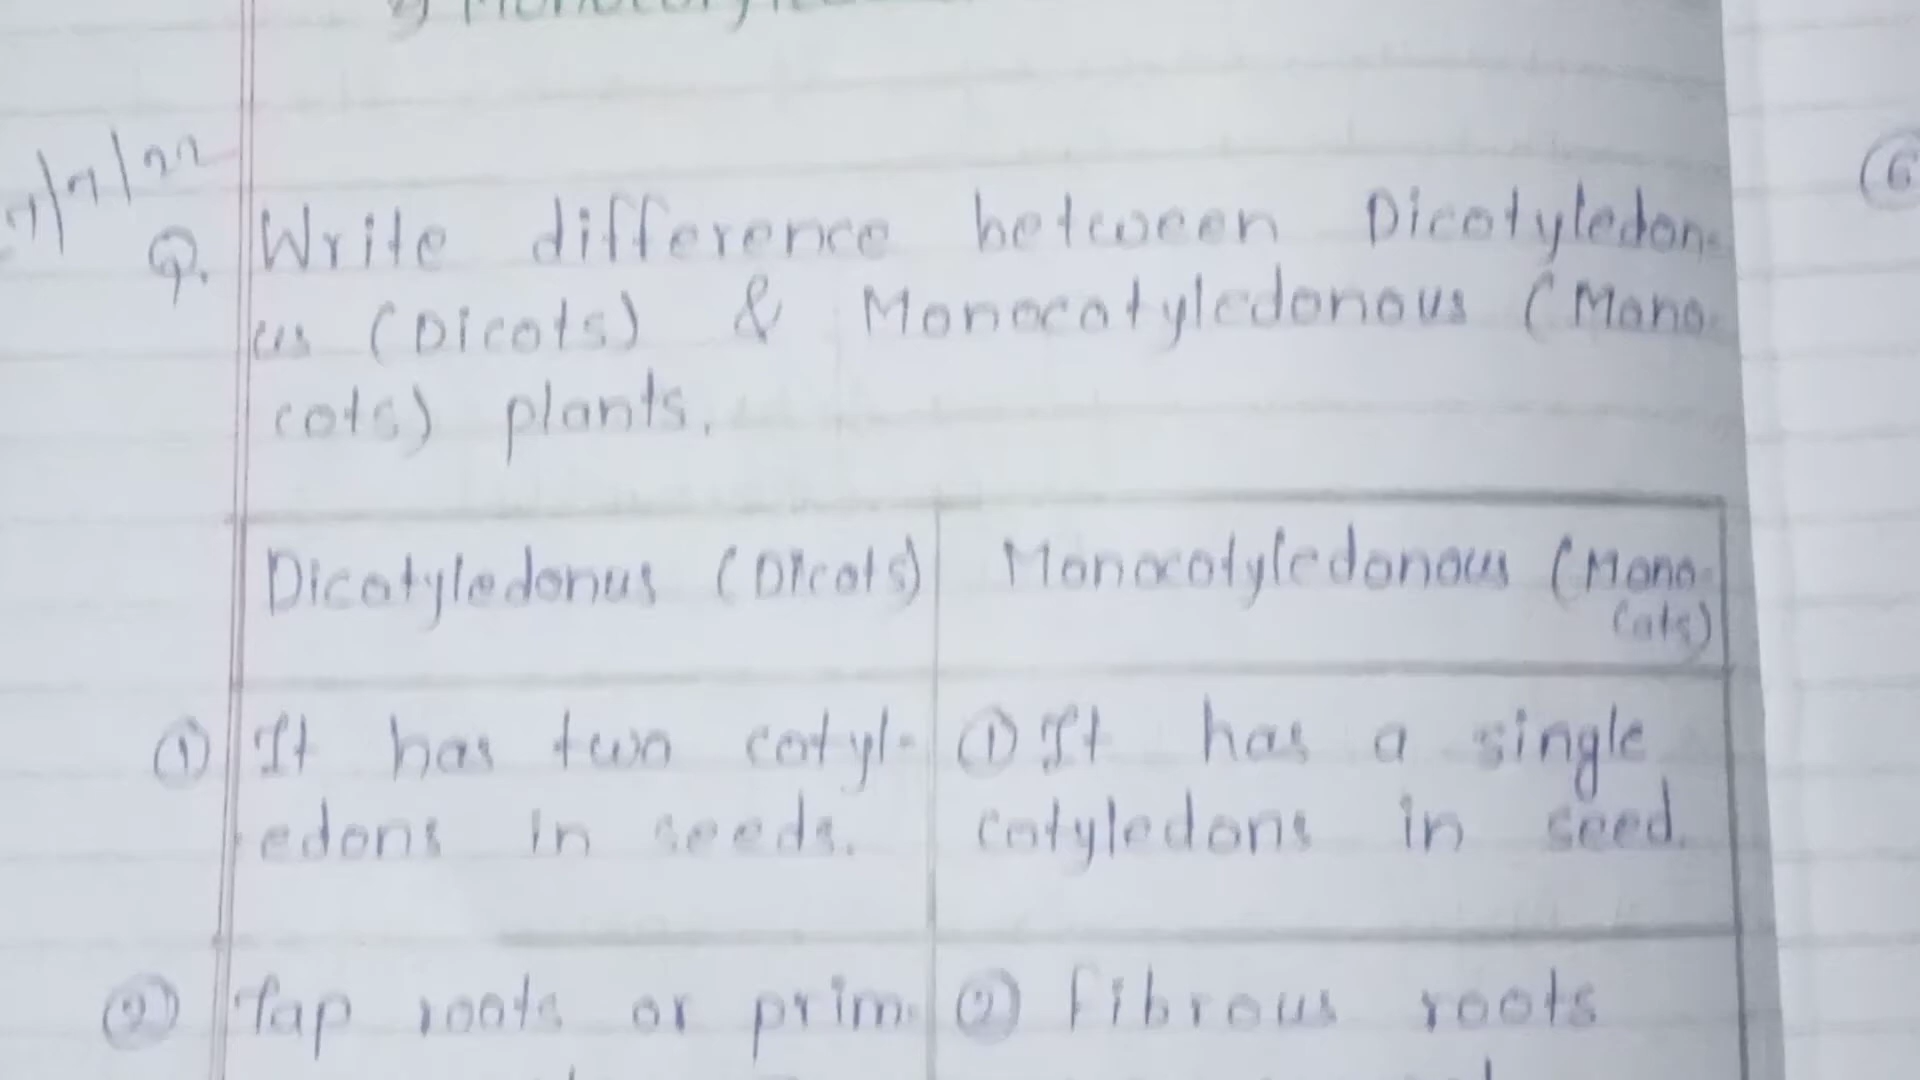 7/7/22
Q. Write difference between Dicotyledon-
us (Dicots) & Monocotyledonous (Mono-
cots) plants.
Dicotyledonus (Dicots)
Monocotyledonous (Mono-
cots)
① It has two cotyl-
edons in seeds.
① It has a single
cotyledons in seed.
② Tap roots or prim-
② Fibrous roots